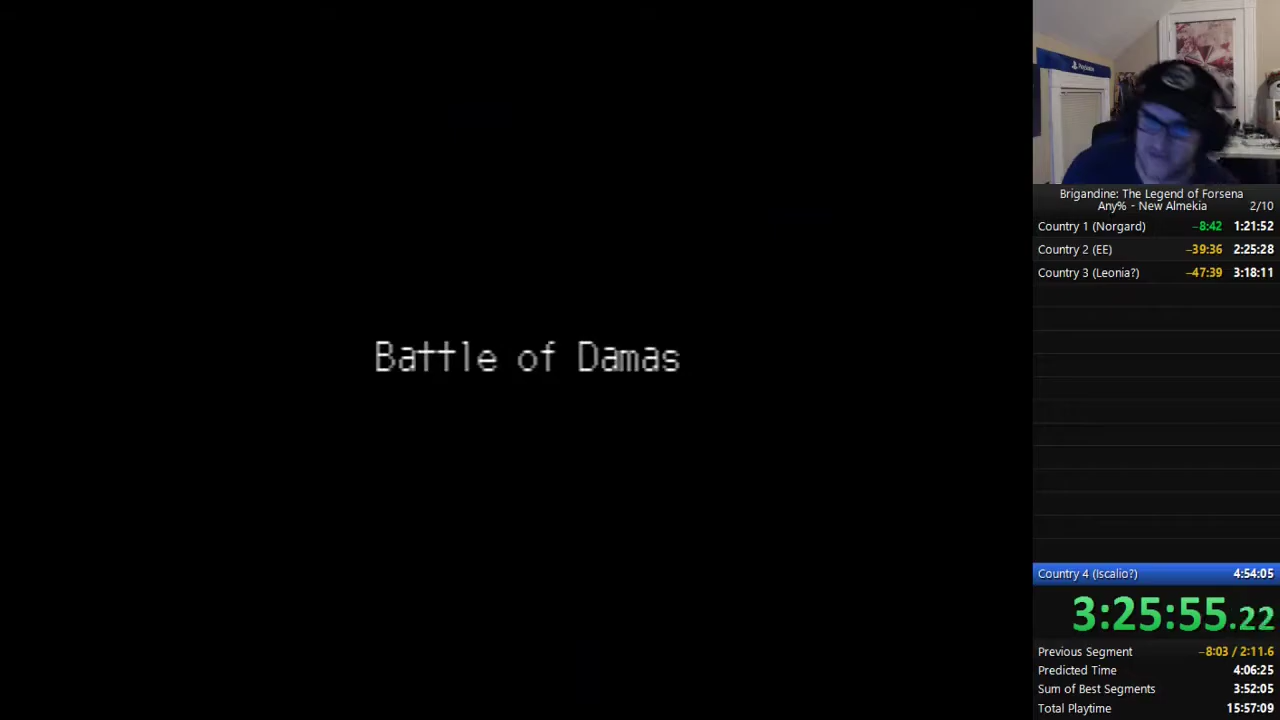 Battle of Damas
PlayStation
Brigandine: The Legend of Forsena
Any% - New Almekia 2/10
Country 1 (Norgard) −8:42 1:21:52
Country 2 (EE) −39:36 2:25:28
Country 3 (Leonia?) −47:39 3:18:11
Country 4 (Iscalio?) 4:54:05
3:25:55.22
Previous Segment −8:03 / 2:11.6
Predicted Time 4:06:25
Sum of Best Segments 3:52:05
Total Playtime 15:57:09